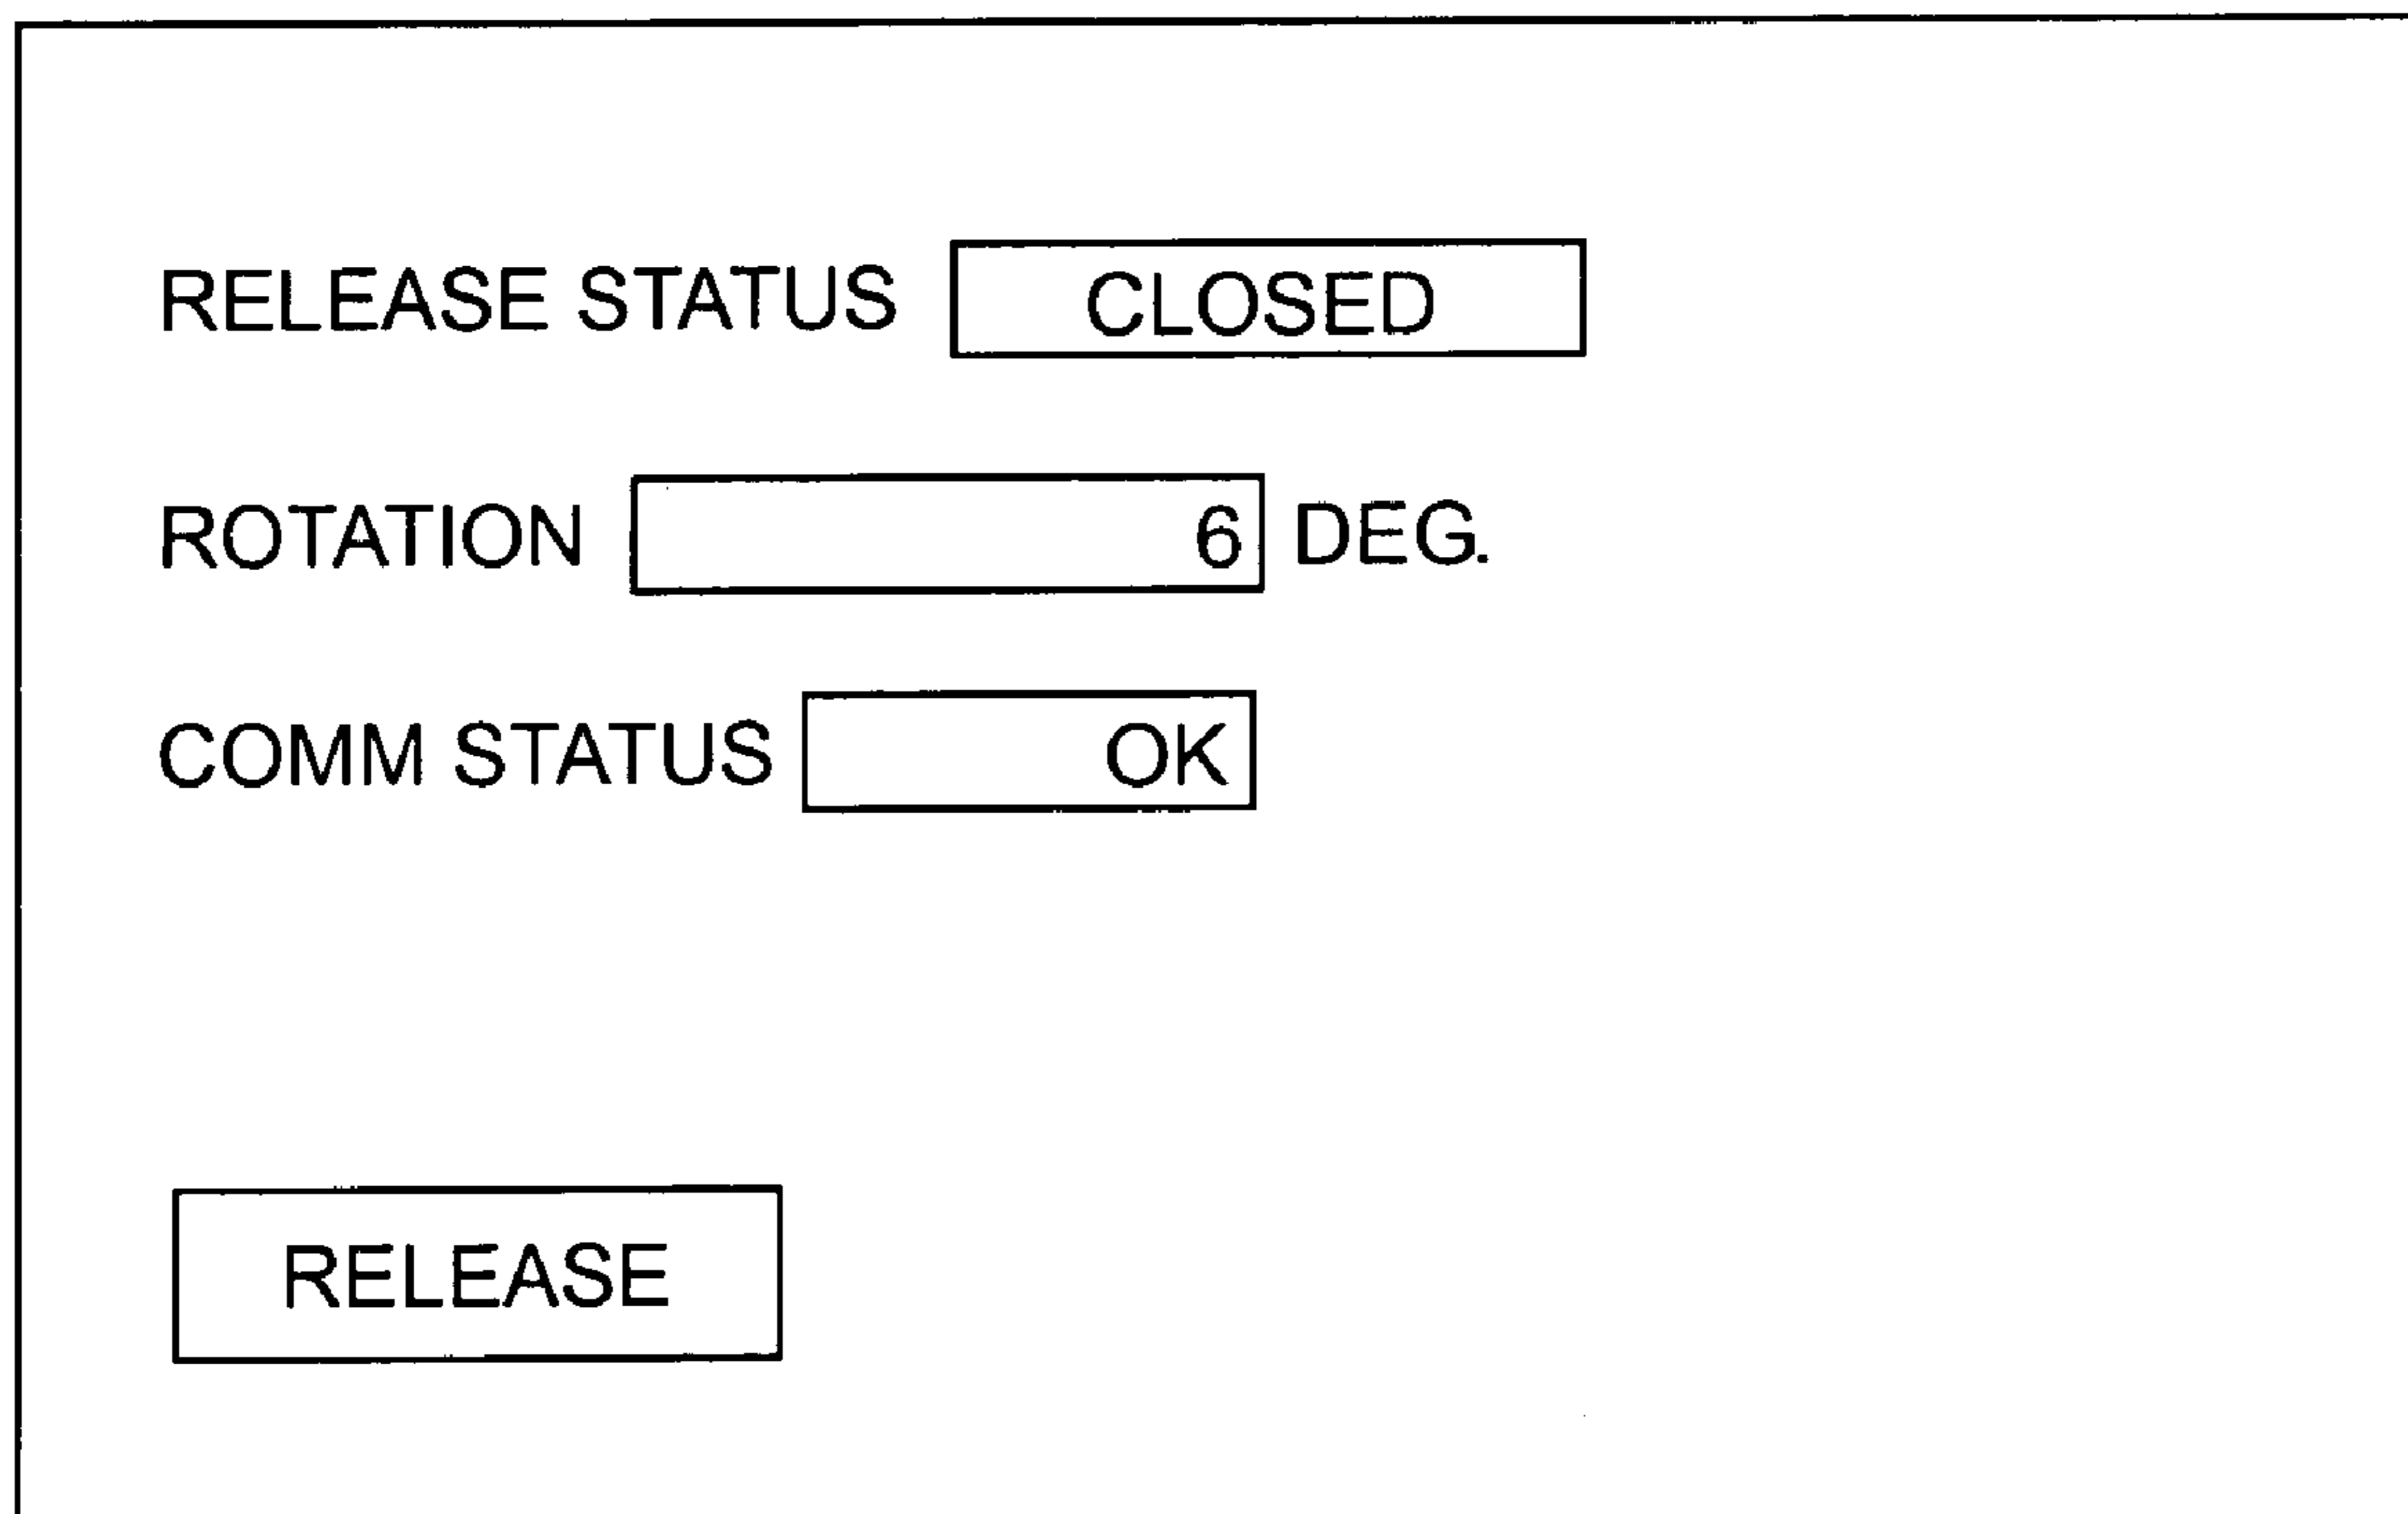 RELEASE STATUS CLOSED
ROTATION 6 DEG.
COMM STATUS OK
RELEASE